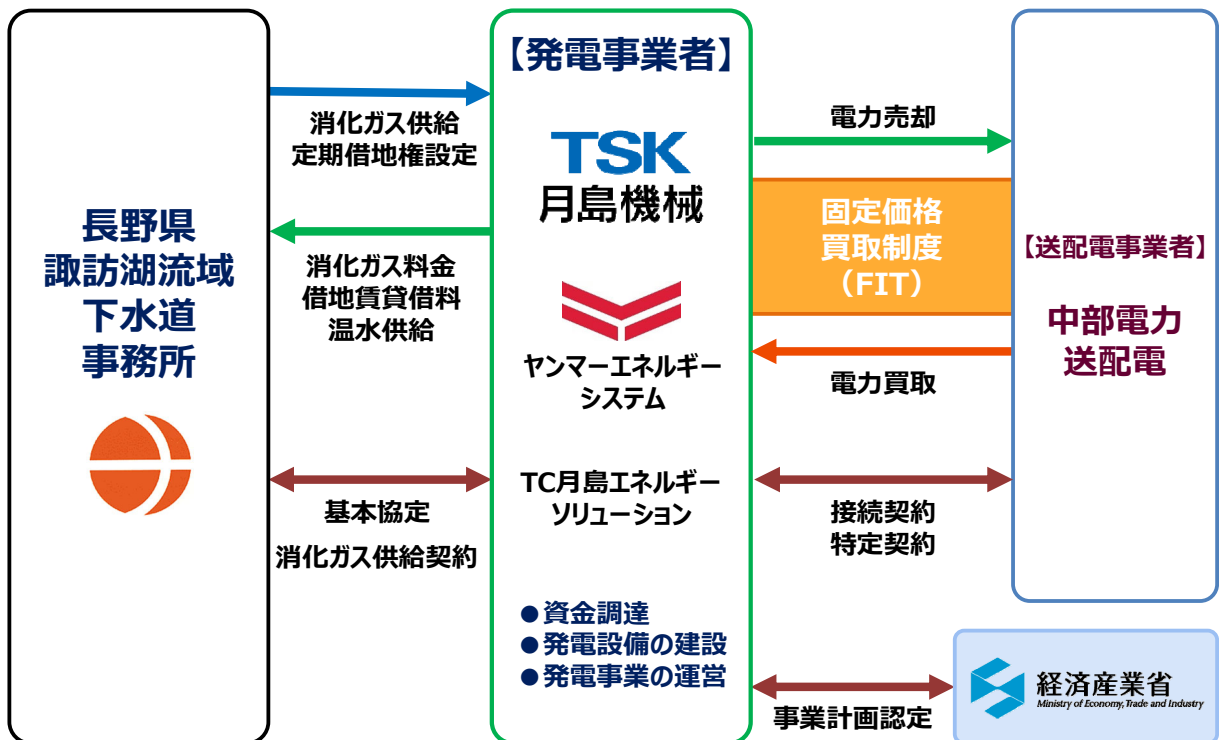 長野県
諏訪湖流域
下水道
事務所
消化ガス供給
定期借地権設定
消化ガス料金
借地賃貸借料
温水供給
基本協定
消化ガス供給契約
【発電事業者】
TSK
月島機械
ヤンマーエネルギー
システム
TC月島エネルギー
ソリューション
●資金調達
●発電設備の建設
●発電事業の運営
電力売却
固定価格
買取制度
（FIT）
電力買取
接続契約
特定契約
事業計画認定
【送配電事業者】
中部電力
送配電
経済産業省
Ministry of Economy, Trade and Industry